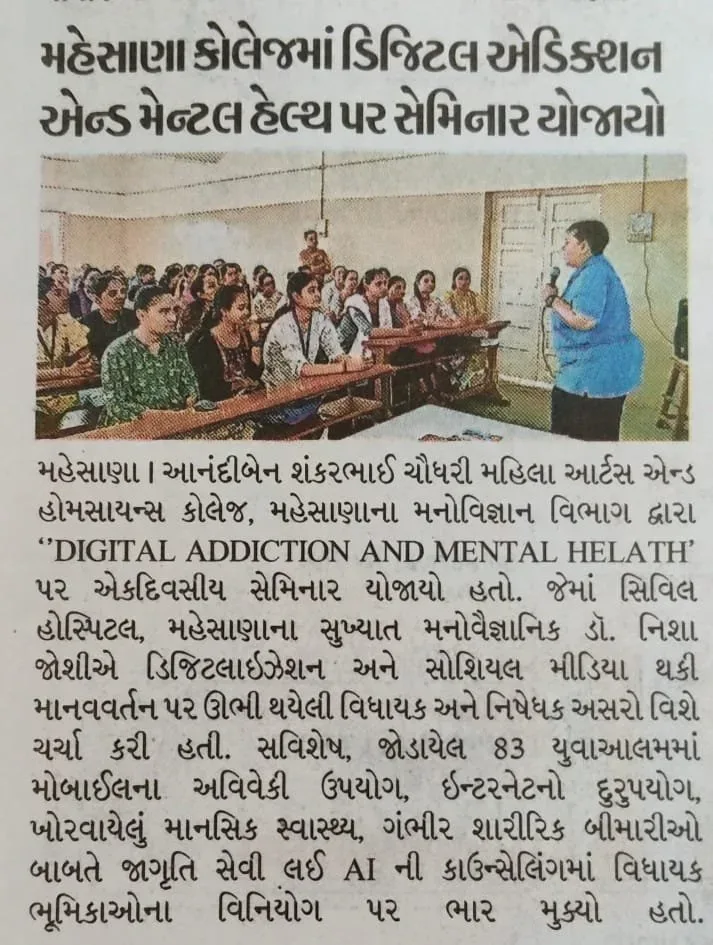 મહેસાણા કોલેજમાં ડિજિટલ એડિક્શન
એન્ડ મેન્ટલ હેલ્થ પર સેમિનાર યોજાયો
મહેસાણા । આનંદીબેન શંકરભાઈ ચૌધરી મહિલા આર્ટસ એન્ડ
હોમસાયન્સ કોલેજ, મહેસાણાના મનોવિજ્ઞાન વિભાગ દ્વારા
‘'DIGITAL ADDICTION AND MENTAL HELATH'
પર એકદિવસીય સેમિનાર યોજાયો હતો. જેમાં સિવિલ
હોસ્પિટલ, મહેસાણાના સુખ્યાત મનોવૈજ્ઞાનિક ડૉ. નિશા
જોશીએ ડિજિટલાઇઝેશન અને સોશિયલ મીડિયા થકી
માનવવર્તન પર ઊભી થયેલી વિધાયક અને નિષેધક અસરો વિશે
ચર્ચા કરી હતી. સવિશેષ, જોડાયેલ 83 યુવાઆલમમાં
મોબાઈલના અવિવેકી ઉપયોગ, ઇન્ટરનેટનો દુરુપયોગ,
ખોરવાયેલું માનસિક સ્વાસ્થ્ય, ગંભીર શારીરિક બીમારીઓ
બાબતે જાગૃતિ સેવી લઈ AI ની કાઉન્સેલિંગમાં વિધાયક
ભૂમિકાઓના વિનિયોગ પર ભાર મુક્યો હતો.